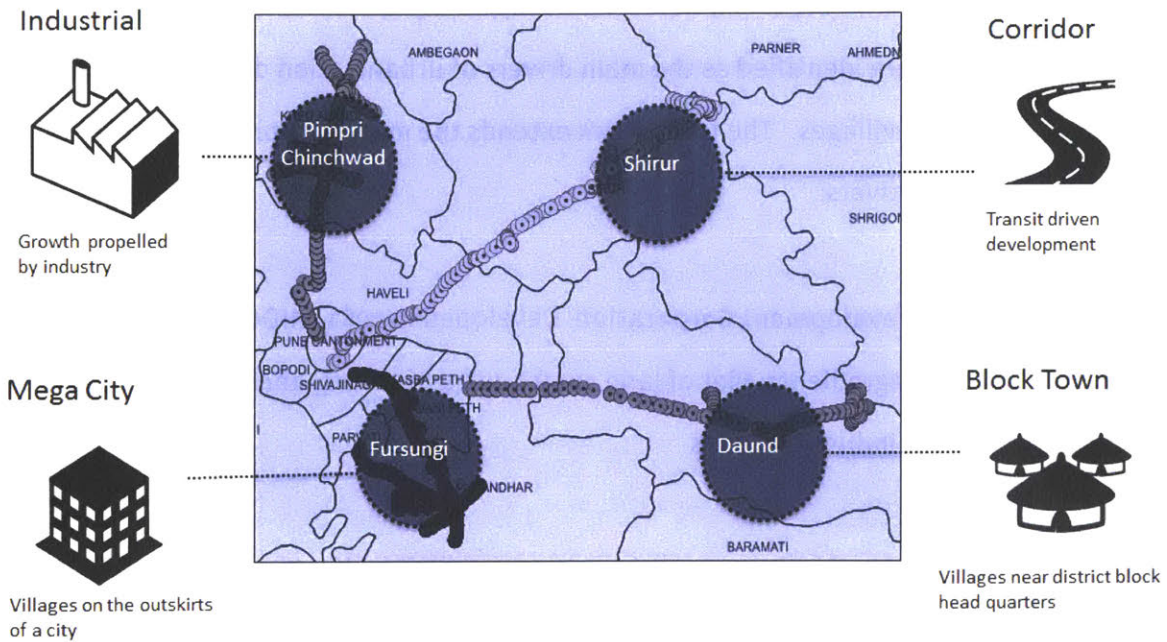 Industrial
Growth propelled
by industry
Mega City
Villages on the outskirts
of a city
AMBEGAON
PARNER
Pimpri
Chinchwad
Shirur
HAVELI
PUNE CANTONMENT
BOPODI
SHIVAJINAGAR
KASBA PETH
PETH
Fursungi
Daund
BARAMATI
Corridor
Transit driven
development
Block Town
Villages near district block
head quarters